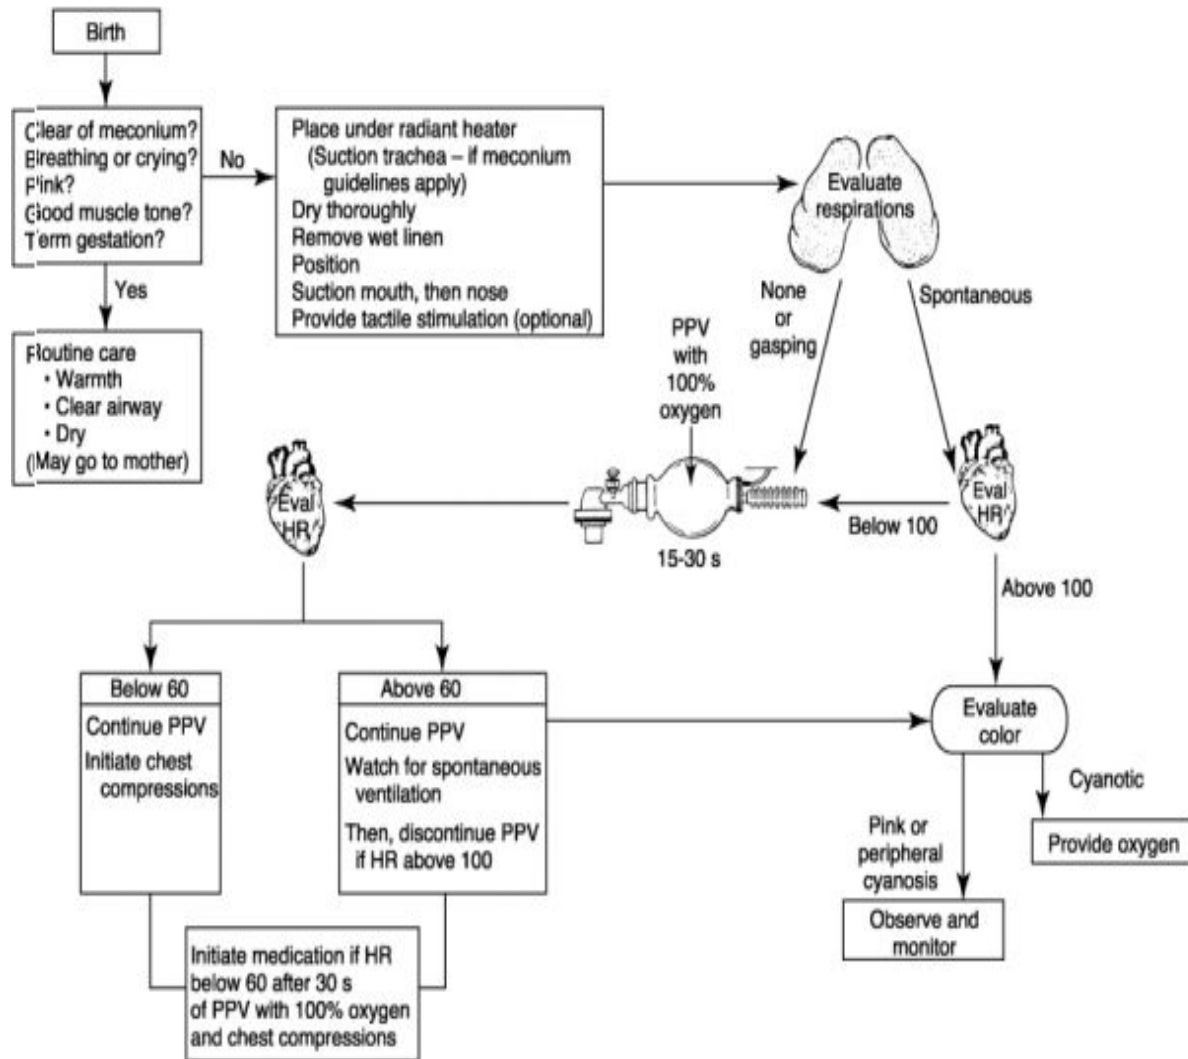 Birth
Clear of meconium?
Breathing or crying?
Pink?
Good muscle tone?
Term gestation?
No
Yes
Routine care
• Warmth
• Clear airway
• Dry
(May go to mother)
Place under radiant heater
(Suction trachea – if meconium
guidelines apply)
Dry thoroughly
Remove wet linen
Position
Suction mouth, then nose
Provide tactile stimulation (optional)
Evaluate
respirations
None
or
gasping
Spontaneous
PPV
with
100%
oxygen
15-30 s
Eval
HR
Below 100
Above 100
Eval
HR
Below 60
Continue PPV
Initiate chest
compressions
Above 60
Continue PPV
Watch for spontaneous
ventilation
Then, discontinue PPV
if HR above 100
Initiate medication if HR
below 60 after 30 s
of PPV with 100% oxygen
and chest compressions
Evaluate
color
Cyanotic
Provide oxygen
Pink or
peripheral
cyanosis
Observe and
monitor